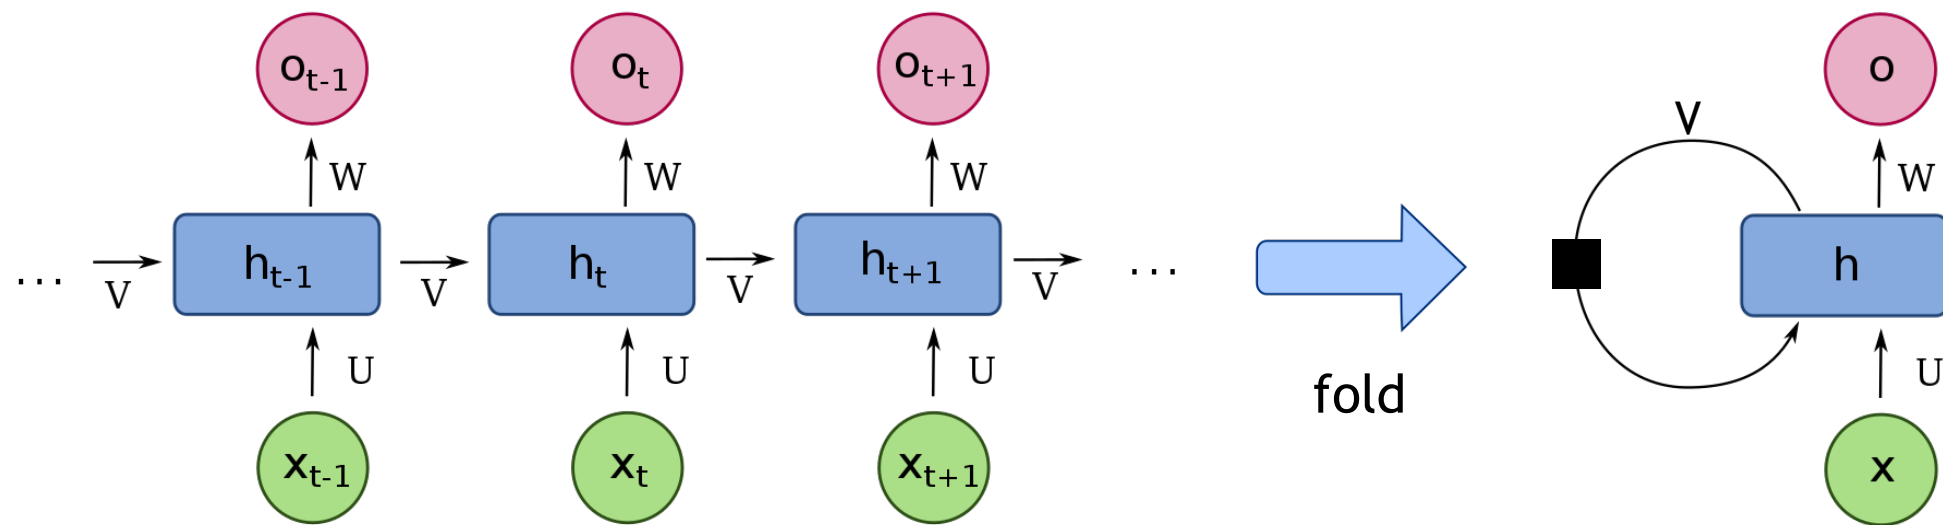 o_{t-1} o_t o_{t+1} o
V
W W W W
... h_{t-1} h_t h_{t+1} ... h
V V V V
U U U U
fold
x_{t-1} x_t x_{t+1} x